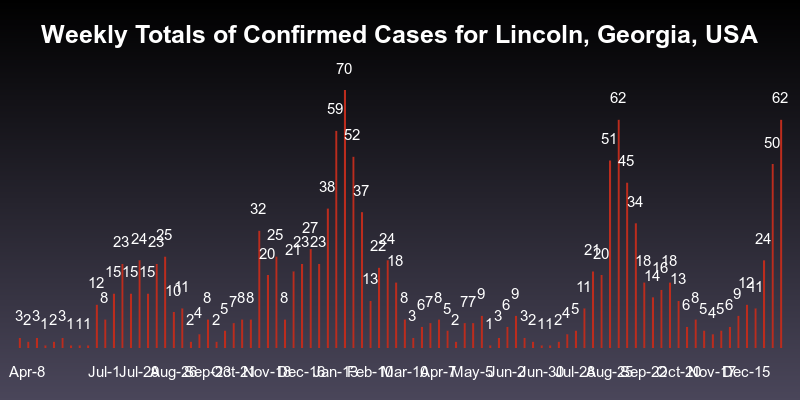 Weekly Totals of Confirmed Cases for Lincoln, Georgia, USA
70
62 62
59
52 51 50
45
38 37
32 34
27
23 24 23 25 25 21 23 23 22 24 21 20 24
20 18 18 14 16 18
15 15 15 13 13
12 10 11 11 12 11
8 8 7 8 8 8 8 6 7 8 7 7 9 6 9 6 8 9
3 2 3 1 2 3 1 1 1 2 4 2 5 3 5 2 1 3 3 2 1 1 2 4 5 5 4 5 6
Apr-8 Jul-1 Jul-29 Aug-26 Sep-23 Oct-21 Nov-18 Dec-16 Jan-13 Feb-10 Mar-10 Apr-7 May-5 Jun-2 Jun-30 Jul-28 Aug-25 Sep-22 Oct-20 Nov-17 Dec-15